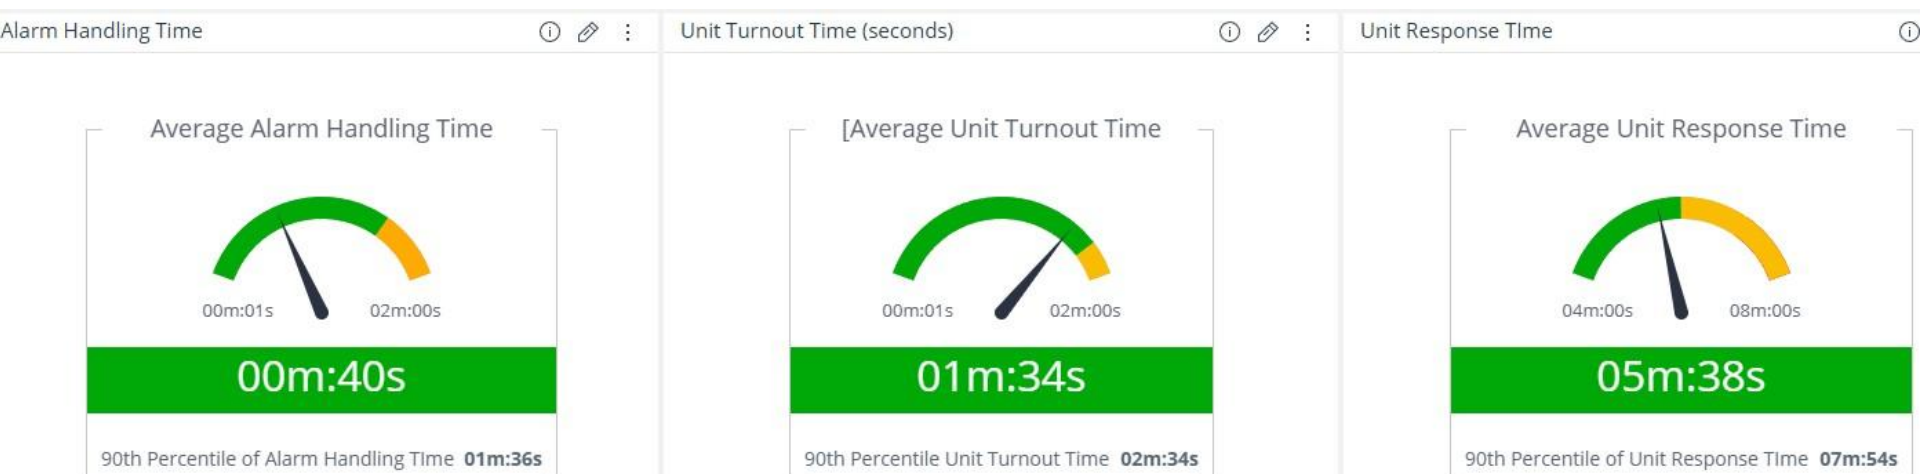 Alarm Handling Time
Average Alarm Handling Time
00m:01s 02m:00s
00m:40s
90th Percentile of Alarm Handling TIme 01m:36s
Unit Turnout Time (seconds)
[Average Unit Turnout Time
00m:01s 02m:00s
01m:34s
90th Percentile Unit Turnout TIme 02m:34s
Unit Response TIme
Average Unit Response Time
04m:00s 08m:00s
05m:38s
90th Percentile of Unit Response TIme 07m:54s